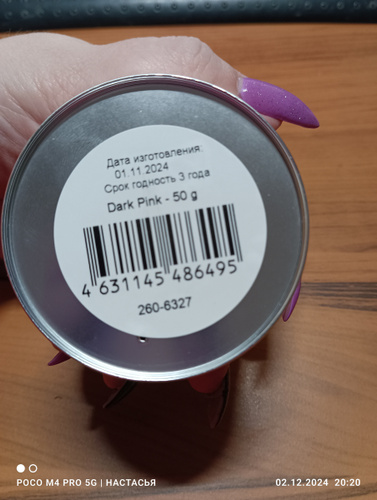 Дата изготовления:
01.11.2024
Срок годность 3 года
Dark Pink - 50 g
4 631145 486495
260-6327
POCO M4 PRO 5G | НАСТАСЬЯ
02.12.2024 20:20